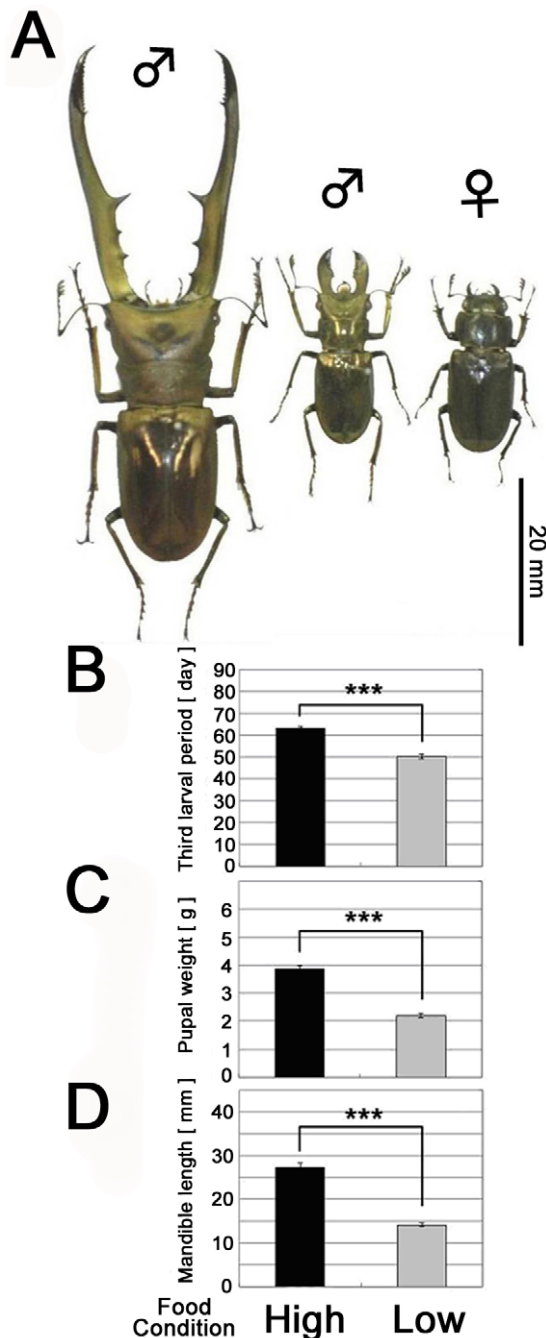 A
♂
♂
♀
20 mm
B
Third larval period [ day ]
90
80
70
60
50
40
30
20
10
0
***
C
Pupal weight [ g ]
6
5
4
3
2
1
0
***
D
Mandible length [ mm ]
40
30
20
10
0
***
Food
Condition
High
Low